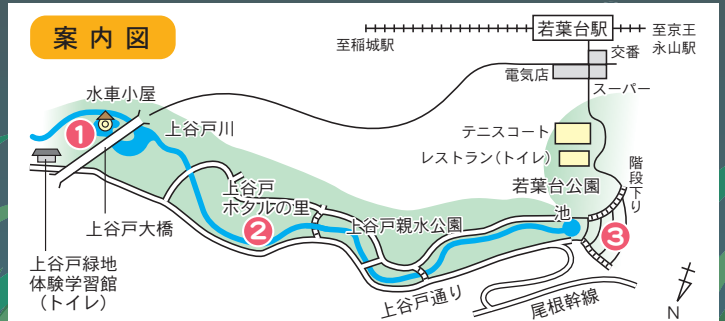 案内図
若葉台駅
至稲城駅
至京王
永山駅
交番
電気店
スーパー
水車小屋
1
上谷戸川
テニスコート
レストラン(トイレ)
階段下り
若葉台公園
上谷戸
ホタルの里
池
上谷戸大橋
2
上谷戸親水公園
3
上谷戸緑地
体験学習館
(トイレ)
上谷戸通り
尾根幹線
N